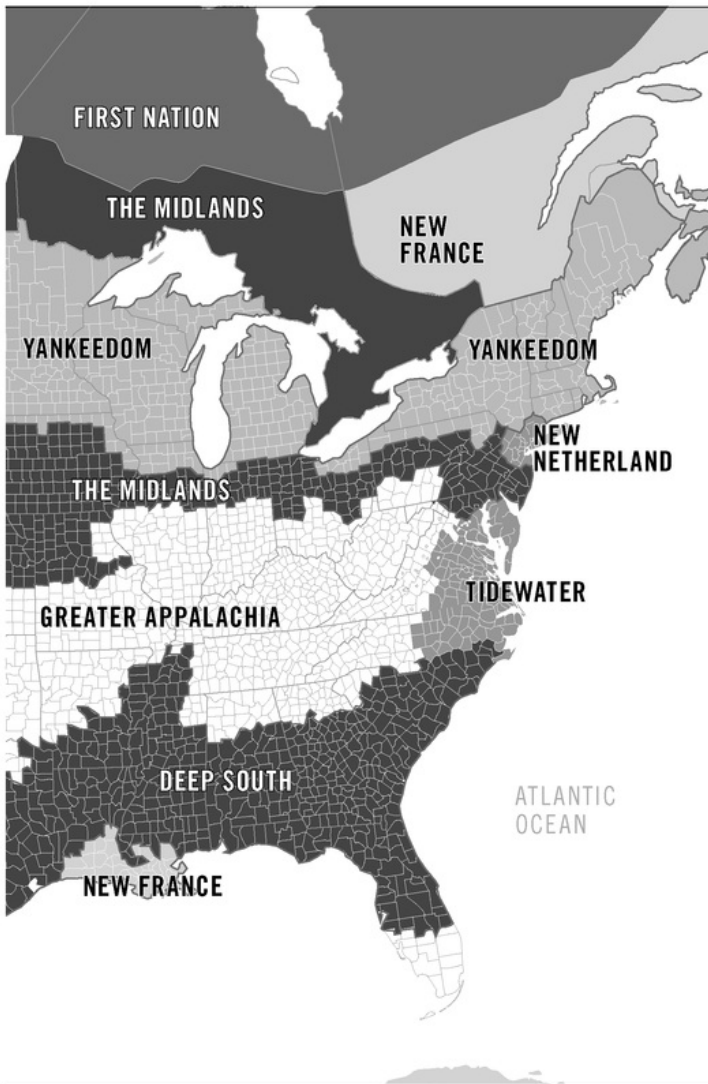 FIRST NATION
THE MIDLANDS
NEW
FRANCE
YANKEEDOM
YANKEEDOM
NEW
NETHERLAND
THE MIDLANDS
TIDEWATER
GREATER APPALACHIA
DEEP SOUTH
ATLANTIC
OCEAN
NEW FRANCE